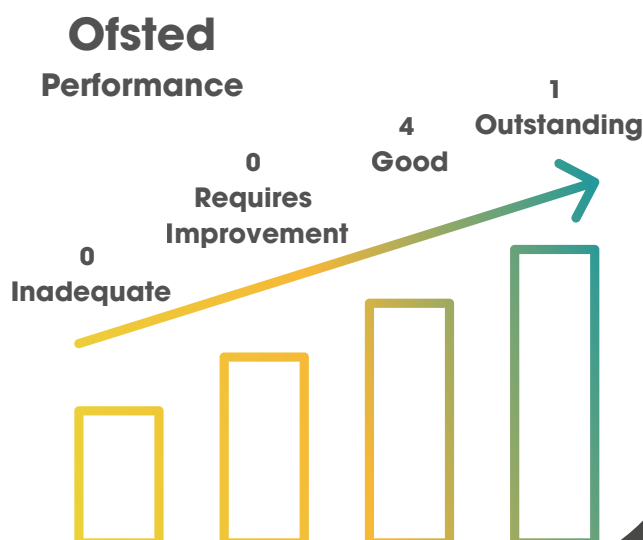 Ofsted
Performance
0
Inadequate
0
Requires
Improvement
4
Good
1
Outstanding